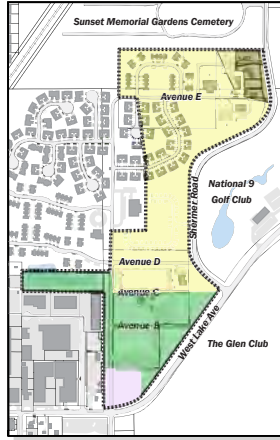 Sunset Memorial Gardens Cemetery
Avenue E
National 9
Golf Club
Shermer Road
Avenue D
Avenue C
Avenue B
West Lake Ave
The Glen Club